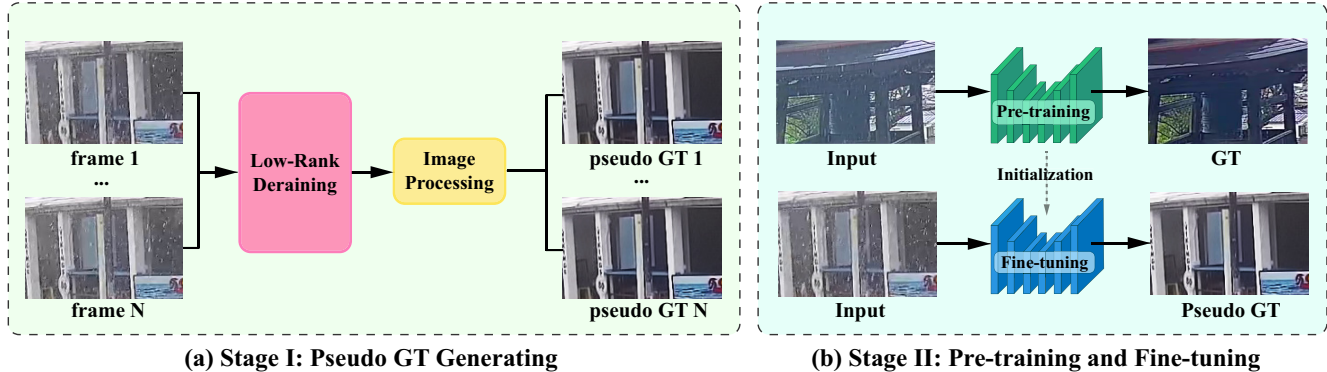 frame 1
...
frame N
Low-Rank
Deraining
Image
Processing
pseudo GT 1
...
pseudo GT N
(a) Stage I: Pseudo GT Generating
Input
Pre-training
GT
Initialization
Input
Fine-tuning
Pseudo GT
(b) Stage II: Pre-training and Fine-tuning